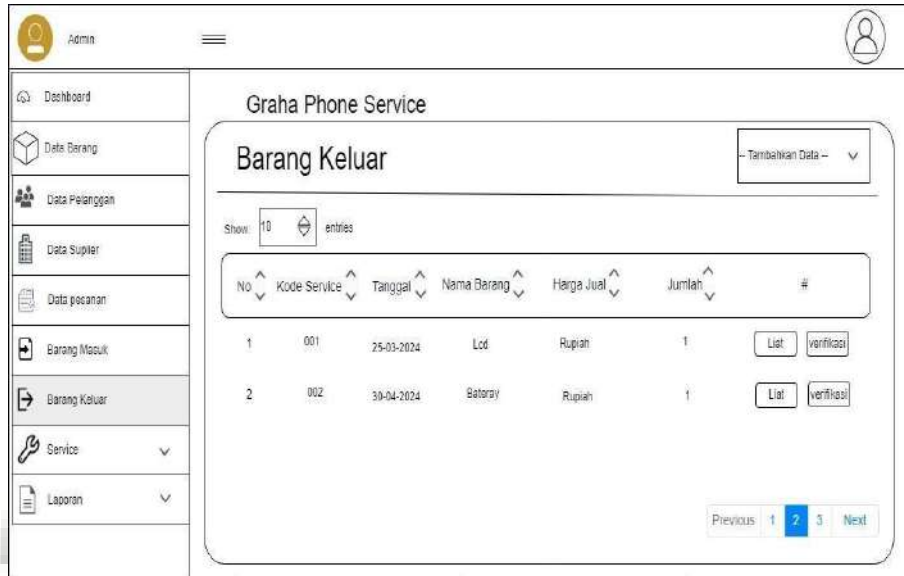 Admin
Dashboard
Data Barang
Data Pelanggan
Data Suplier
Data pesanan
Barang Masuk
Barang Keluar
Service
Laporan
Graha Phone Service
Barang Keluar
-- Tambahkan Data --
Show 10 entries
No Kode Service Tanggal Nama Barang Harga Jual Jumlah #
1 001 25-03-2024 Lcd Rupiah 1 Liat verifikasi
2 002 30-04-2024 Batoray Rupiah 1 Liat verifikasi
Previous 1 2 3 Next